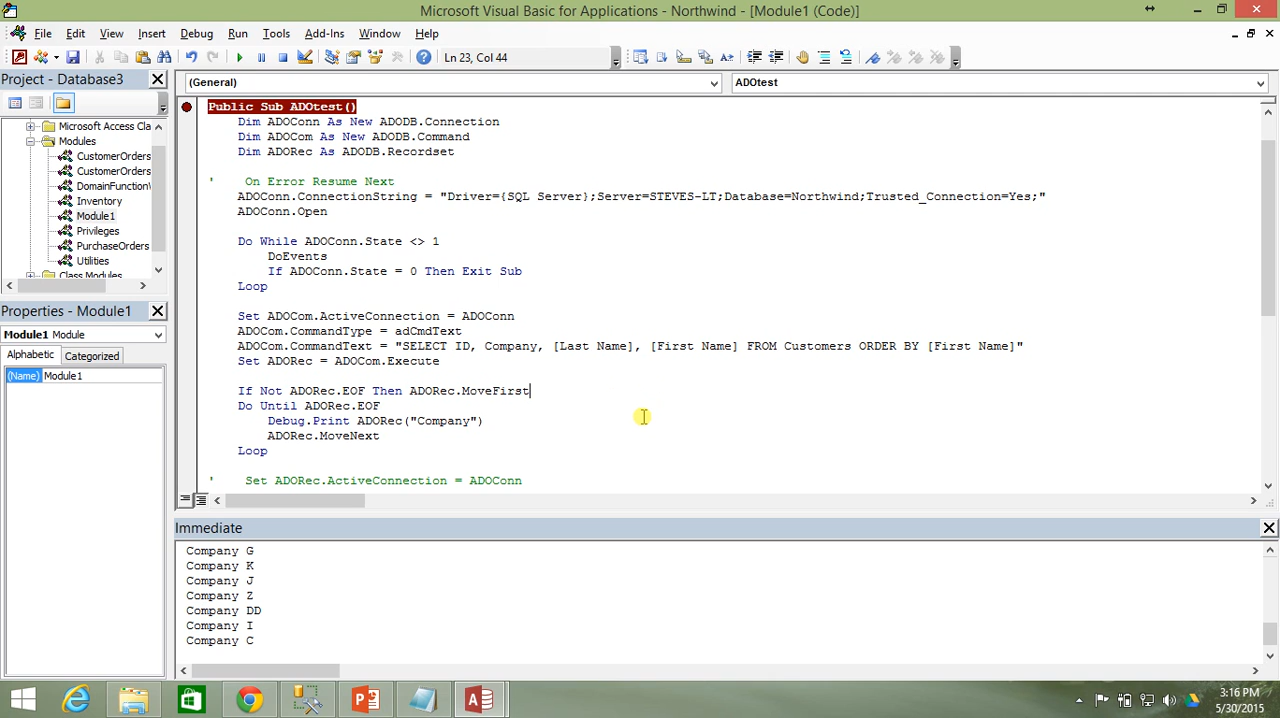 Microsoft Visual Basic for Applications - Northwind - [Module1 (Code)]
File Edit View Insert Debug Run Tools Add-Ins Window Help
Ln 23, Col 44
Project - Database3
(General) ADOtest
Microsoft Access Cla
Modules
CustomerOrders
CustomerOrders
DomainFunction
Inventory
Module1
Privileges
PurchaseOrders
Utilities
Class Modules
Properties - Module1
Module1 Module
Alphabetic Categorized
(Name) Module1
Public Sub ADOtest()
Dim ADOConn As New ADODB.Connection
Dim ADOCom As New ADODB.Command
Dim ADORec As ADODB.Recordset
' On Error Resume Next
ADOConn.ConnectionString = "Driver={SQL Server};Server=STEVES-LT;Database=Northwind;Trusted_Connection=Yes;"
ADOConn.Open
Do While ADOConn.State <> 1
DoEvents
If ADOConn.State = 0 Then Exit Sub
Loop
Set ADOCom.ActiveConnection = ADOConn
ADOCom.CommandType = adCmdText
ADOCom.CommandText = "SELECT ID, Company, [Last Name], [First Name] FROM Customers ORDER BY [First Name]"
Set ADORec = ADOCom.Execute
If Not ADORec.EOF Then ADORec.MoveFirst
Do Until ADORec.EOF
Debug.Print ADORec("Company")
ADORec.MoveNext
Loop
' Set ADORec.ActiveConnection = ADOConn
Immediate
Company G
Company K
Company J
Company Z
Company DD
Company I
Company C
3:16 PM
5/30/2015